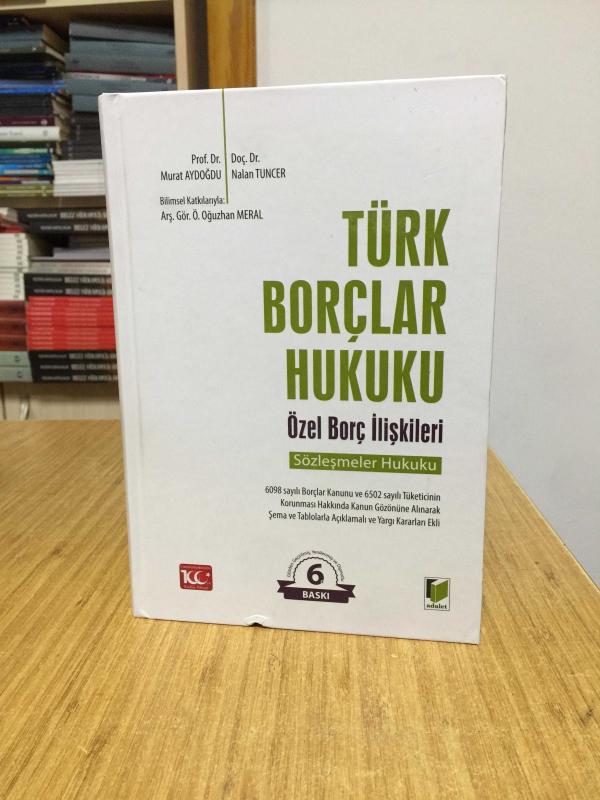 Prof. Dr.
Murat AYDOĞDU
Doç. Dr.
Nalan TUNCER
Bilimsel Katkılarıyla:
Arş. Gör. Ö. Oğuzhan MERAL
TÜRK
BORÇLAR
HUKUKU
Özel Borç İlişkileri
Sözleşmeler Hukuku
6098 sayılı Borçlar Kanunu ve 6502 sayılı Tüketicinin
Korunması Hakkında Kanun Gözönüne Alınarak
Şema ve Tablolarla Açıklamalı ve Yargı Kararları Ekli
6
BASKI
adalet